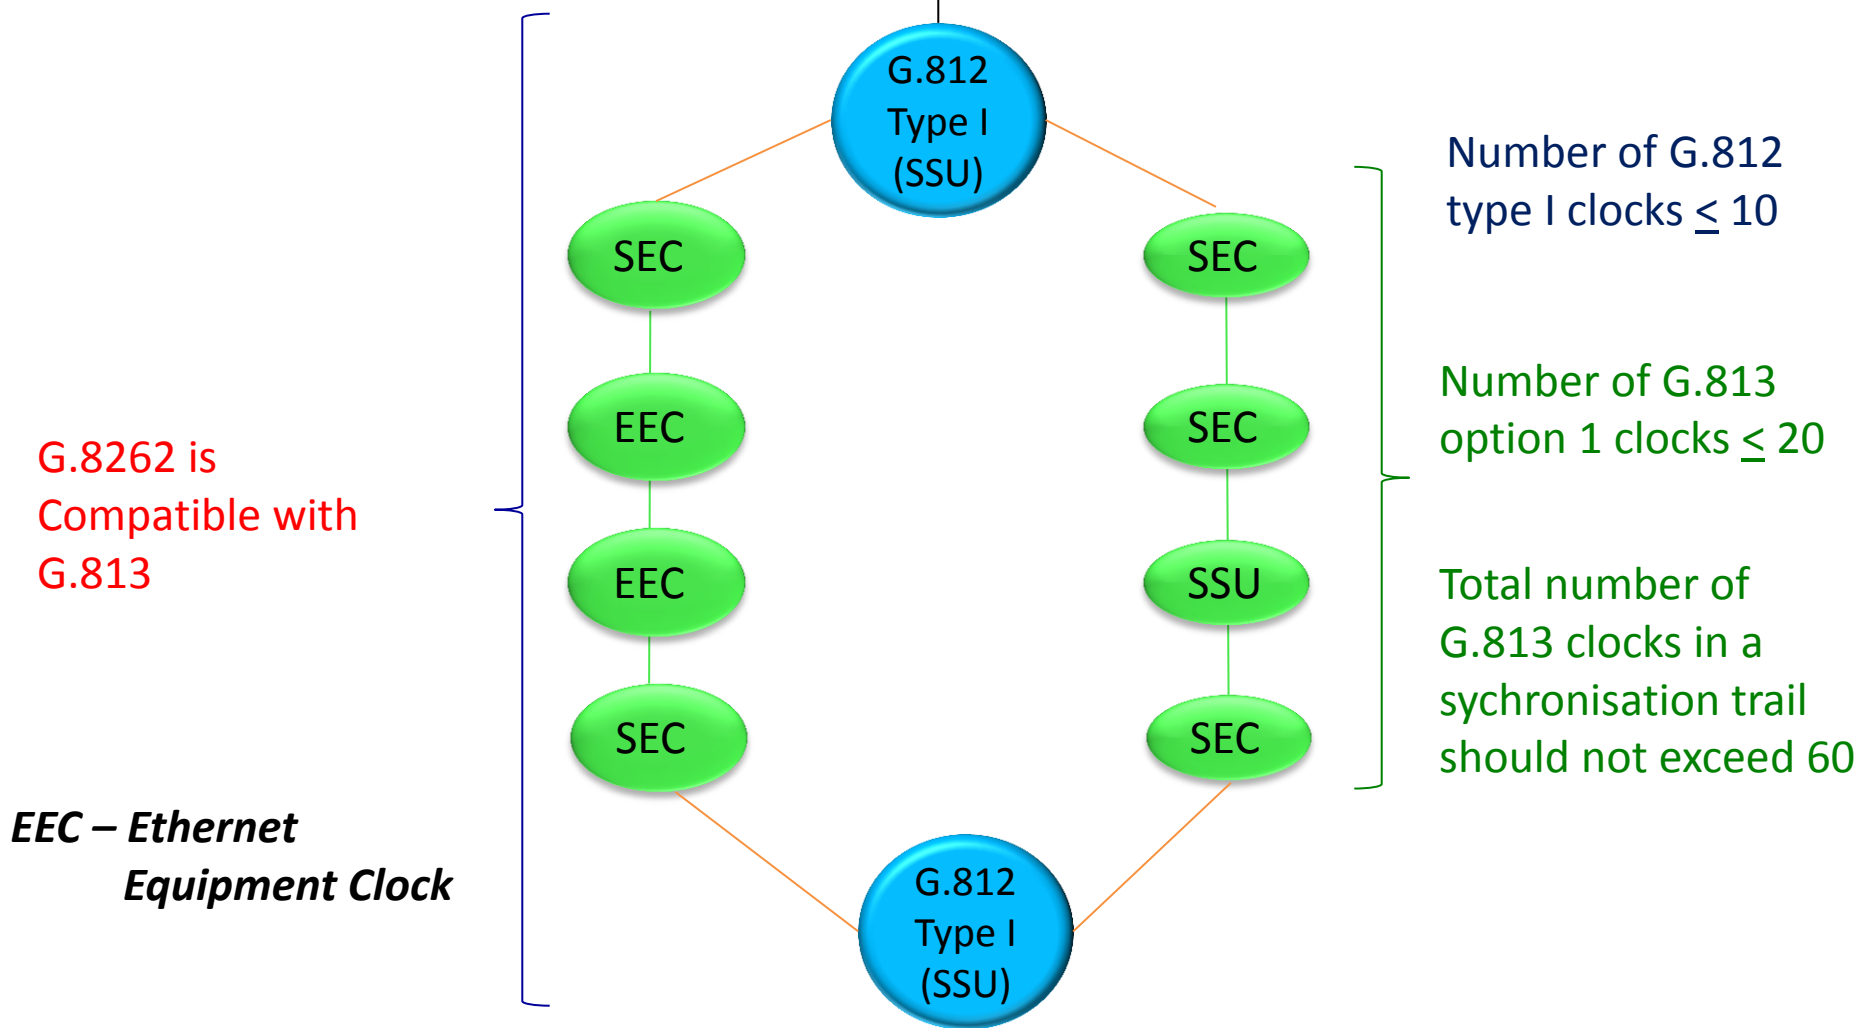 G.812
Type I
(SSU)
SEC
EEC
EEC
SEC
SEC
SEC
SSU
SEC
G.812
Type I
(SSU)
G.8262 is
Compatible with
G.813
EEC – Ethernet
Equipment Clock
Number of G.812
type I clocks ≤ 10
Number of G.813
option 1 clocks ≤ 20
Total number of
G.813 clocks in a
sychronisation trail
should not exceed 60